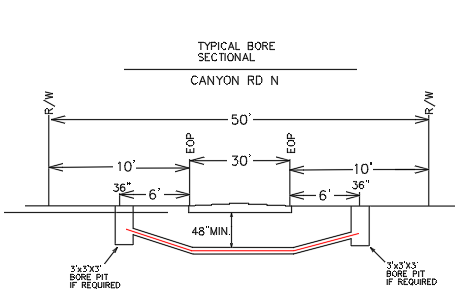 TYPICAL BORE
SECTIONAL
CANYON RD N
R/W
R/W
50'
EOP
EOP
30'
10'
10"
36"
36"
6'
6'
48"MIN.
3'x3'X3'
BORE PIT
IF REQUIRED
3'x3'X3'
BORE PIT
IF REQUIRED